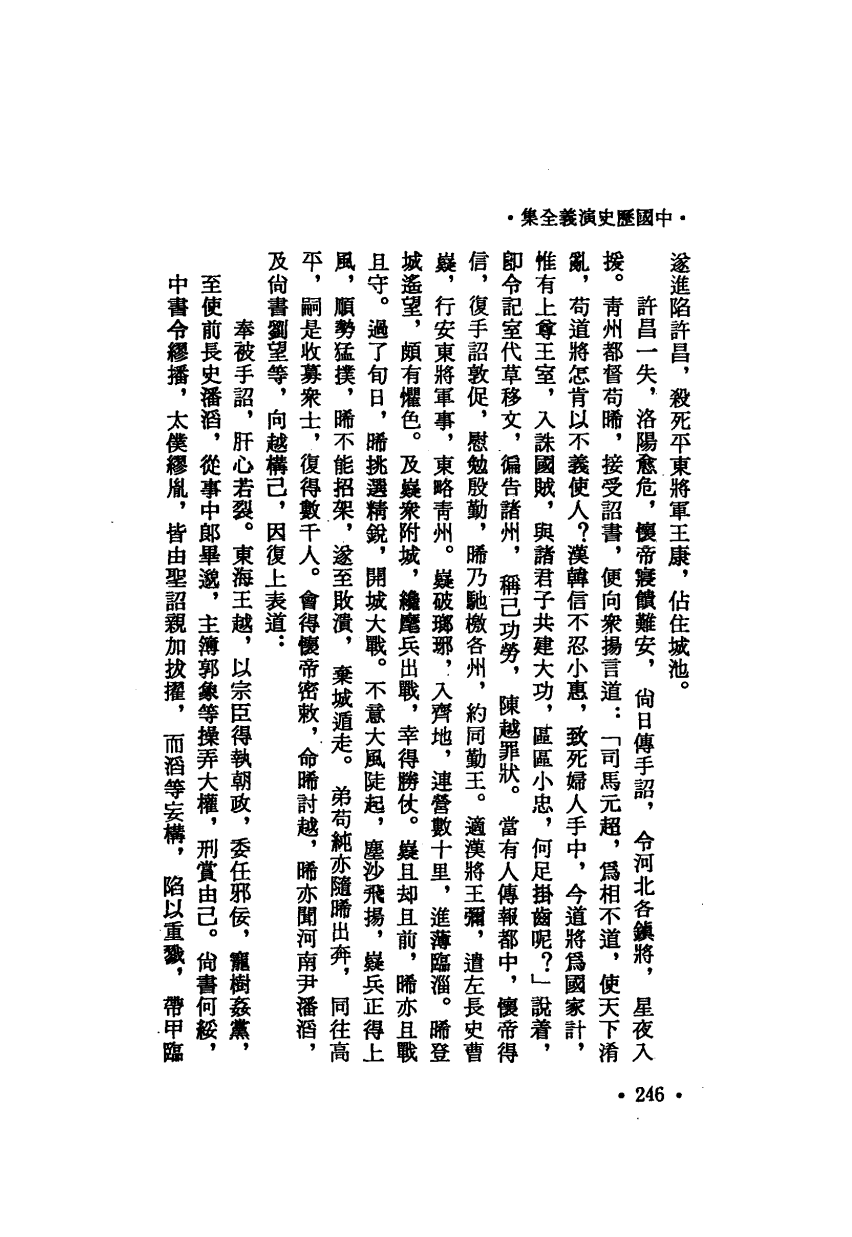 ·中國歷史演義全集·
遂進陷許昌，殺死平東將軍王康，佔住城池。
許昌一失，洛陽愈危，懷帝寢饋難安，尙日傳手詔，令河北各鎮將，星夜入
援。青州都督苟晞，接受詔書，便向衆揚言道：「司馬元超，爲相不道，使天下淆
亂，苟道將怎肯以不義使人？漢韓信不忍小惠，致死婦人手中，今道將爲國家計，
惟有上尊王室，入誅國賊，與諸君子共建大功，區區小忠，何足掛齒呢？」說着，
卽令記室代草移文，徧告諸州，稱己功勞，陳越罪狀。當有人傳報都中，懷帝得
信，復手詔敦促，慰勉殷勤，晞乃馳檄各州，約同勤王。適漢將王彌，遣左長史曹
嶷，行安東將軍事，東略青州。嶷破瑯琊，入齊地，連營數十里，進薄臨淄。晞登
城遙望，頗有懼色。及嶷衆附城，纔麾兵出戰，幸得勝仗。嶷且却且前，晞亦且戰
且守。過了旬日，晞挑選精銳，開城大戰。不意大風陡起，塵沙飛揚，嶷兵正得上
風，順勢猛撲，晞不能招架，遂至敗潰，棄城遁走。弟苟純亦隨晞出奔，同往高
平，嗣是收募衆士，復得數千人。會得懷帝密敕，命晞討越，晞亦聞河南尹潘滔，
及尙書劉望等，向越構己，因復上表道：
奉被手詔，肝心若裂。東海王越，以宗臣得執朝政，委任邪佞，寵樹姦黨，
至使前長史潘滔，從事中郎畢邈，主簿郭象等操弄大權，刑賞由己。尙書何綏，
中書令繆播，太僕繆胤，皆由聖詔親加拔擢，而滔等妄構，陷以重戮，帶甲臨
·246·